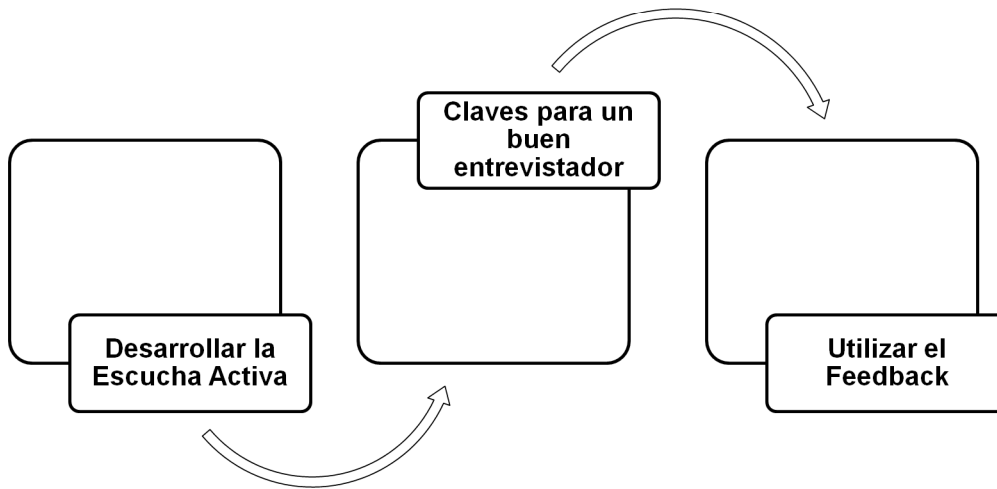 Claves para un
buen
entrevistador
Desarrollar la
Escucha Activa
Utilizar el
Feedback